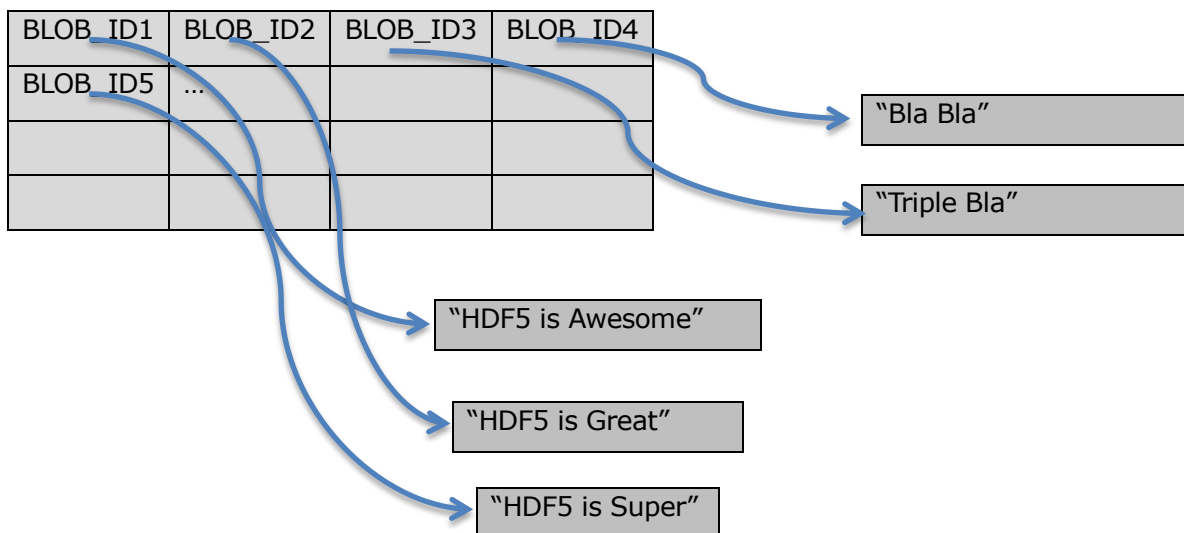 BLOB_ID1 BLOB_ID2 BLOB_ID3 BLOB_ID4
BLOB_ID5 …
“Bla Bla”
“Triple Bla”
“HDF5 is Awesome”
“HDF5 is Great”
“HDF5 is Super”